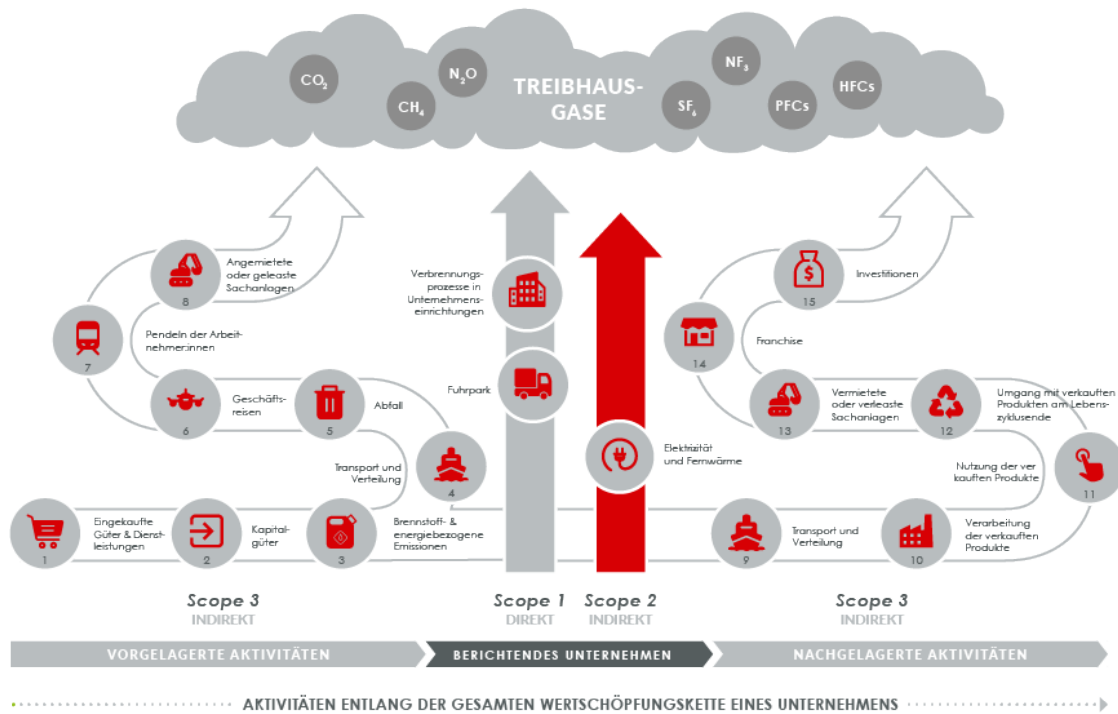 CO₂
CH₄
N₂O
TREIBHAUS-
GASE
SF₆
NF₃
PFCs
HFCs
Angemietete
oder geleaste
Sachanlagen
8
Pendeln der Arbeit-
nehmer:innen
7
Geschäfts-
reisen
6
Abfall
5
Transport und
Verteilung
4
Eingekaufte
Güter & Dienst-
leistungen
1
Kapital-
güter
2
Brennstoff- &
energiebezogene
Emissionen
3
Verbrennungs-
prozesse in
Unternehmens-
einrichtungen
Fuhrpark
Elektrizität
und Fernwärme
Investitionen
15
Franchise
14
Vermietete
oder verleaste
Sachanlagen
13
Umgang mit verkauften
Produkten am Lebens-
zyklusende
12
Nutzung der ver
kauften Produkte
11
Transport und
Verteilung
9
Verarbeitung
der verkauften
Produkte
10
Scope 3
INDIREKT
Scope 1
DIREKT
Scope 2
INDIREKT
Scope 3
INDIREKT
VORGELAGERTE AKTIVITÄTEN
BERICHTENDES UNTERNEHMEN
NACHGELAGERTE AKTIVITÄTEN
AKTIVITÄTEN ENTLANG DER GESAMTEN WERTSCHÖPFUNGSKETTE EINES UNTERNEHMENS